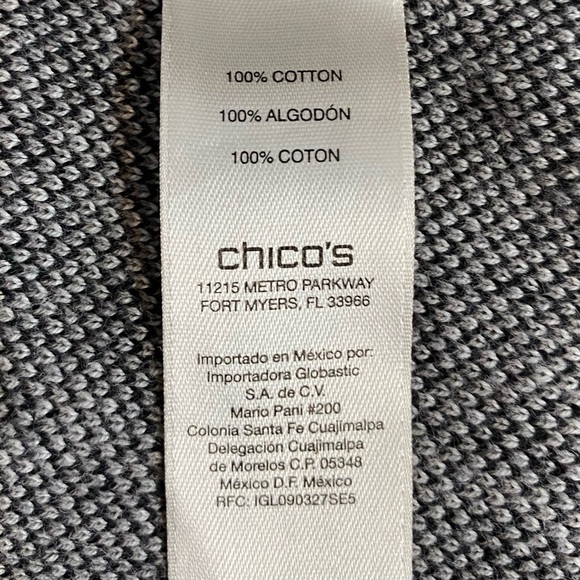 100% COTTON
100% ALGODÓN
100% COTON
chico's
11215 METRO PARKWAY
FORT MYERS, FL 33966
Importado en México por:
Importadora Globastic
S.A. de C.V.
Mario Pani #200
Colonia Santa Fe Cuajimalpa
Delegación Cuajimalpa
de Morelos C.P. 05348
México D.F. México
RFC: IGL090327SE5